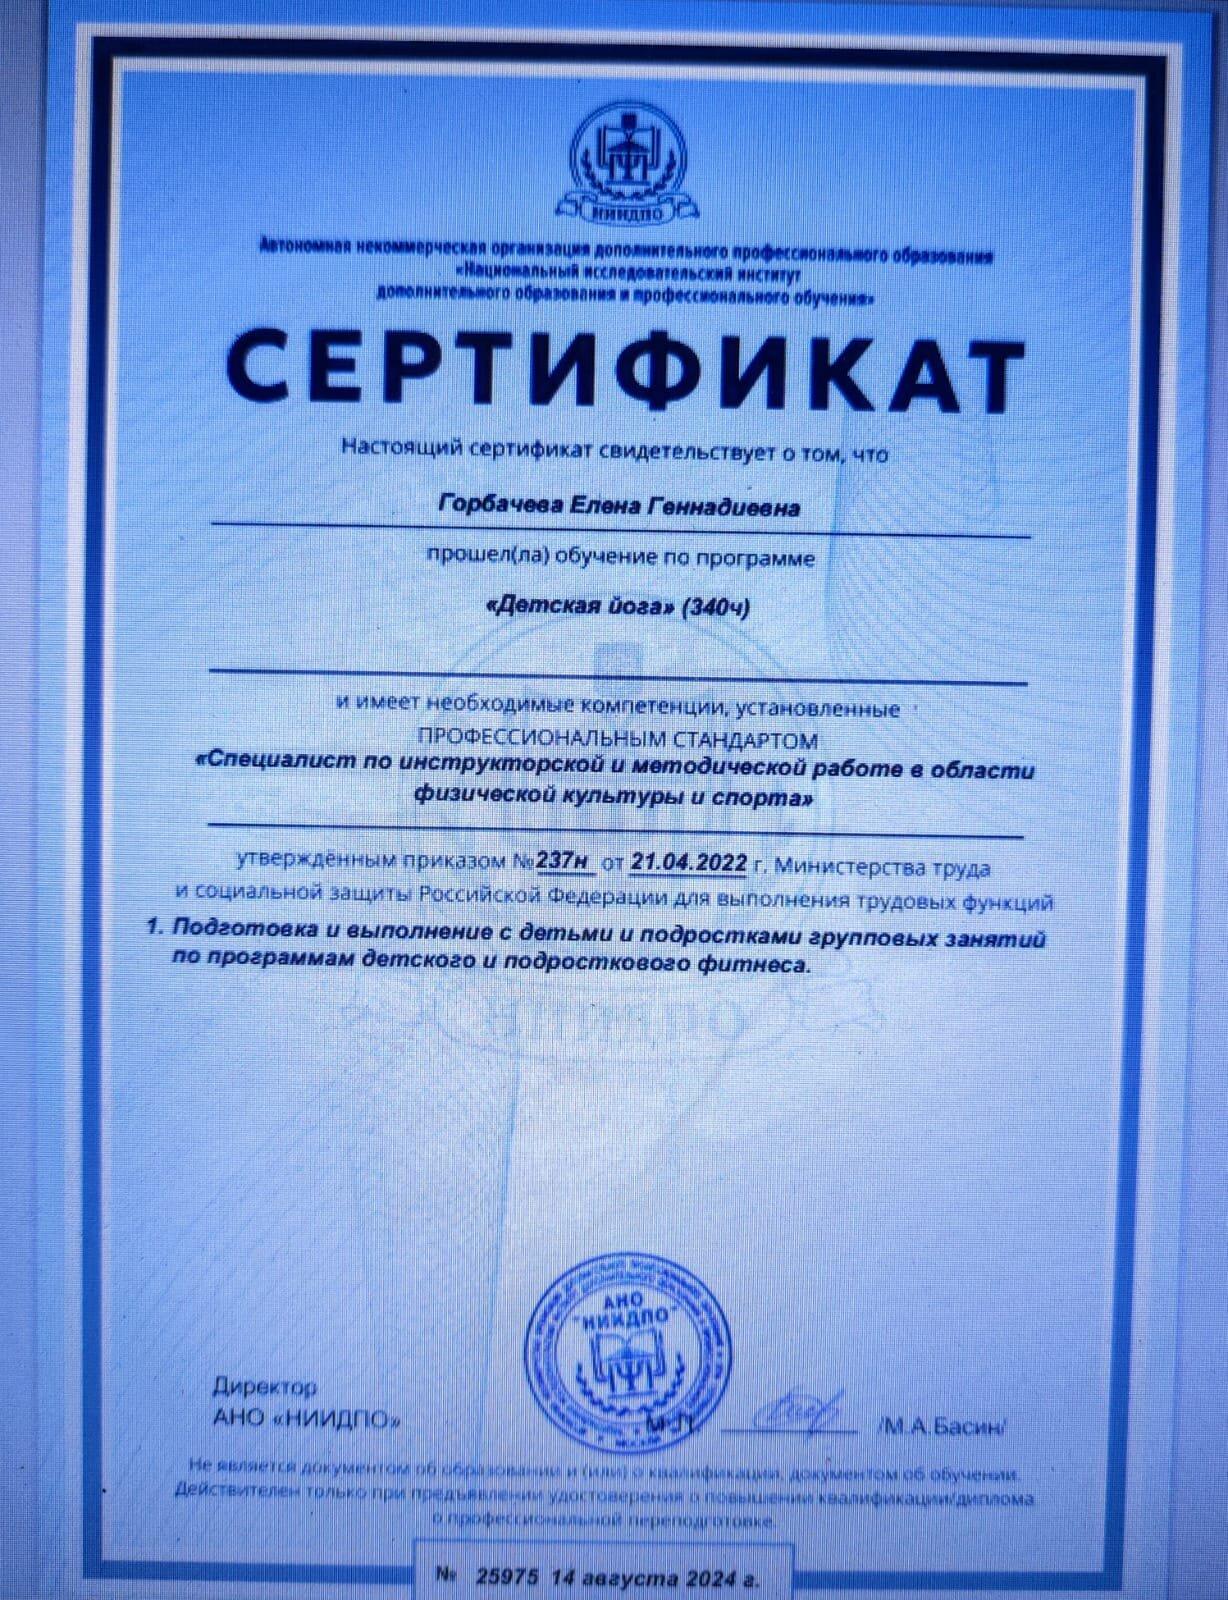 НИИДПО
Автономная некоммерческая организация дополнительного профессионального образования
«Национальный исследовательский институт
дополнительного образования и профессионального обучения»
СЕРТИФИКАТ
Настоящий сертификат свидетельствует о том, что
Горбачева Елена Геннадиевна
прошел(ла) обучение по программе
«Детская йога» (340ч)
и имеет необходимые компетенции, установленные
ПРОФЕССИОНАЛЬНЫМ СТАНДАРТОМ
«Специалист по инструкторской и методической работе в области
физической культуры и спорта»
утверждённым приказом № 237н от 21.04.2022 г. Министерства труда
и социальной защиты Российской Федерации для выполнения трудовых функций
1. Подготовка и выполнение с детьми и подростками групповых занятий
по программам детского и подросткового фитнеса.
НИИДПО
АНО
"НИИДПО"
МОСКВА
Директор
АНО «НИИДПО» М.П. /М.А.Басин/
Не является документом об образовании и (или) о квалификации, документом об обучении.
Действителен только при предъявлении удостоверения о повышении квалификации/диплома
о профессиональной переподготовке.
№ 25975 14 августа 2024 г.